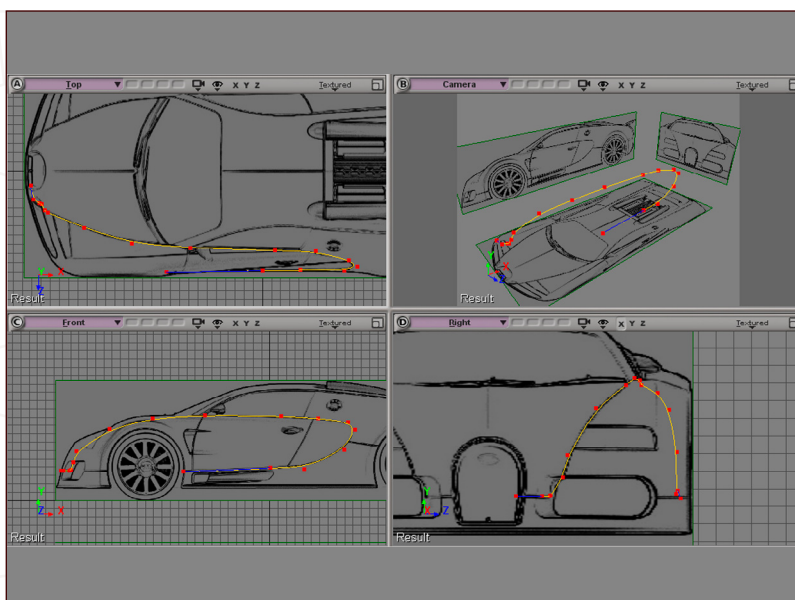 A Top X Y Z Textured
B Camera X Y Z Textured
Y X
Z
Result
Y
X
Z
Result
C Front X Y Z Textured
D Right X Y Z Textured
Y
Z X
Result
Y
X Z
Result